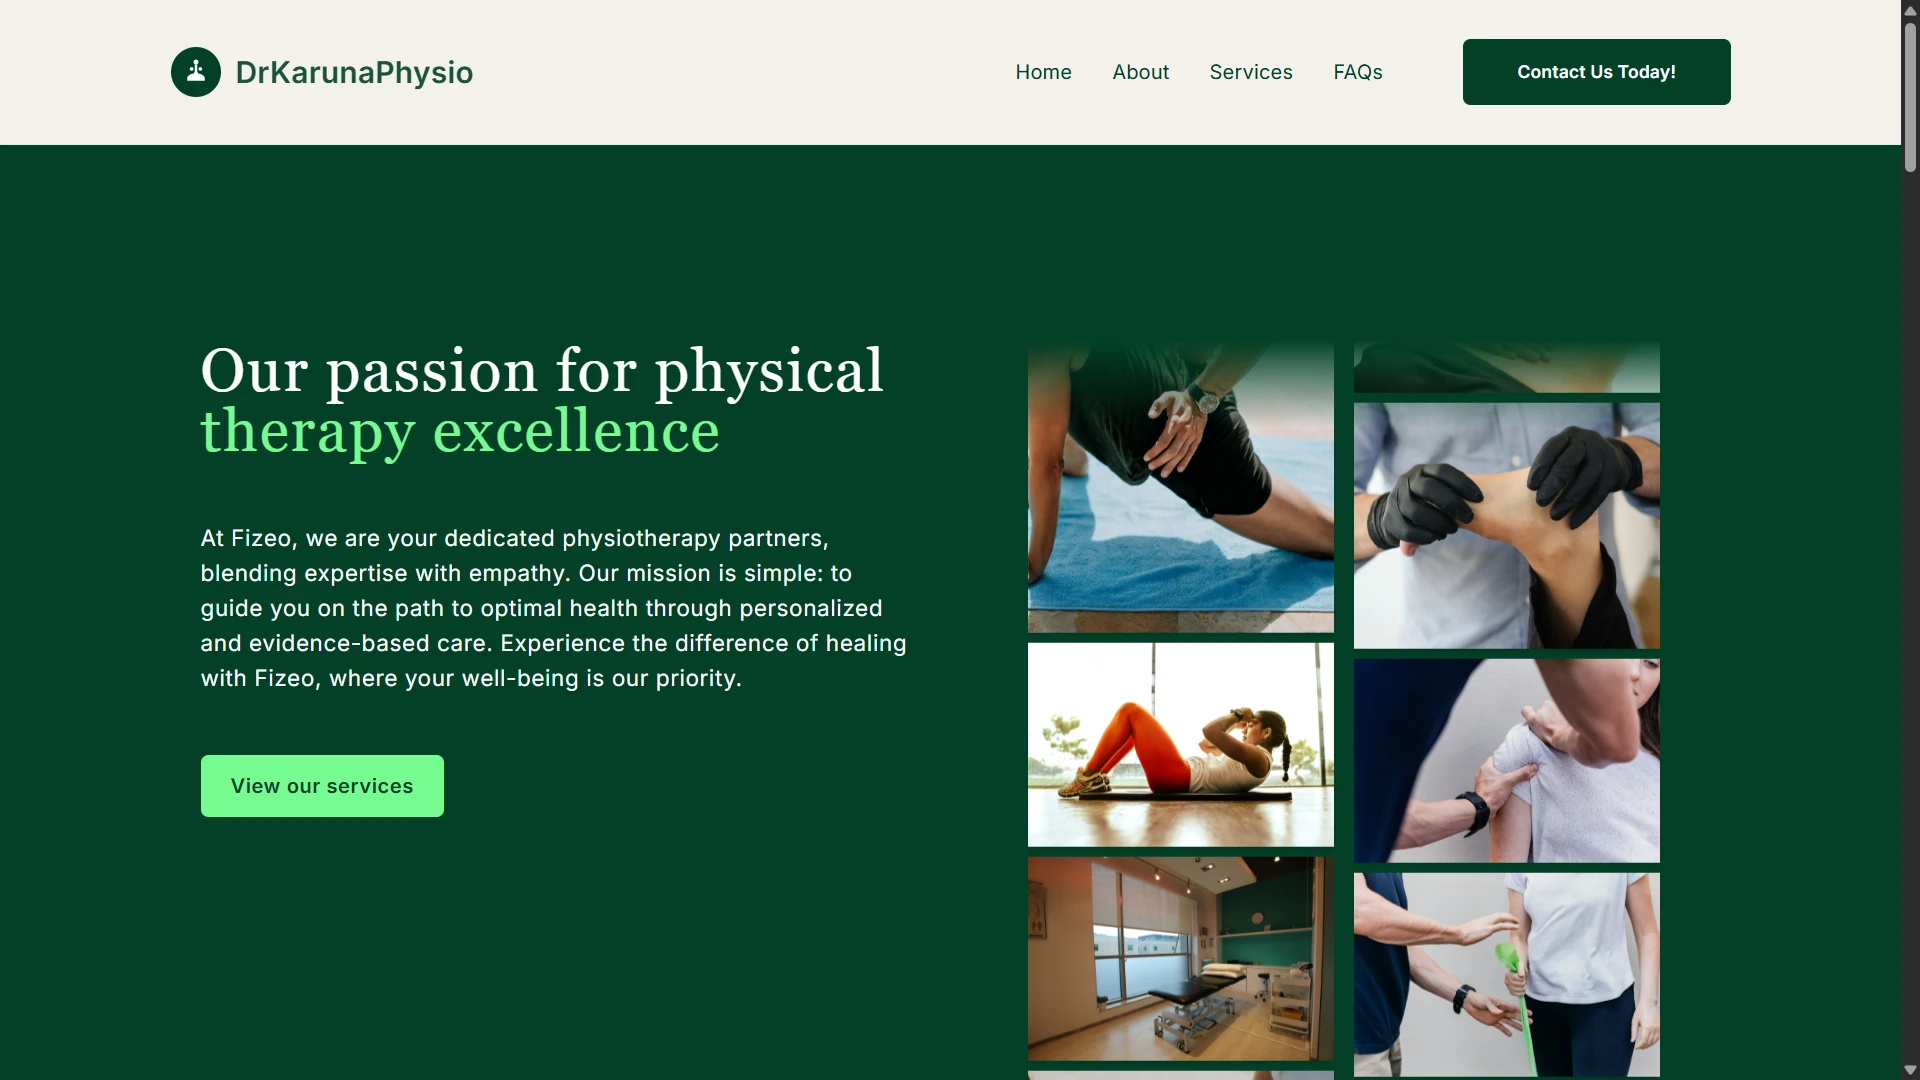 DrKarunaPhysio
Home
About
Services
FAQs
Contact Us Today!
Our passion for physical
therapy excellence
At Fizeo, we are your dedicated physiotherapy partners,
blending expertise with empathy. Our mission is simple: to
guide you on the path to optimal health through personalized
and evidence-based care. Experience the difference of healing
with Fizeo, where your well-being is our priority.
View our services